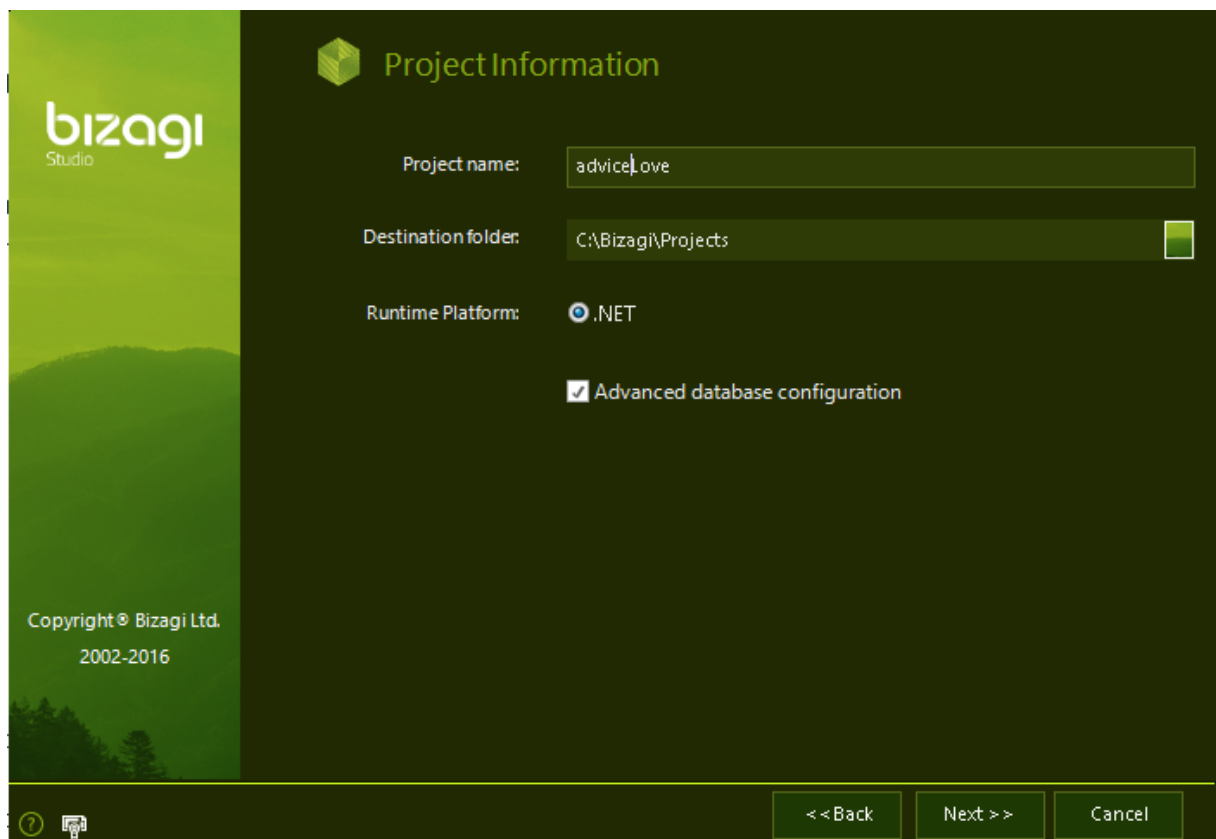 Project Information
bizagi
Studio
Project name:
adviceLove
Destination folder:
C:\Bizagi\Projects
Runtime Platform:
.NET
Advanced database configuration
Copyright® Bizagi Ltd.
2002-2016
?
<<Back
Next >>
Cancel